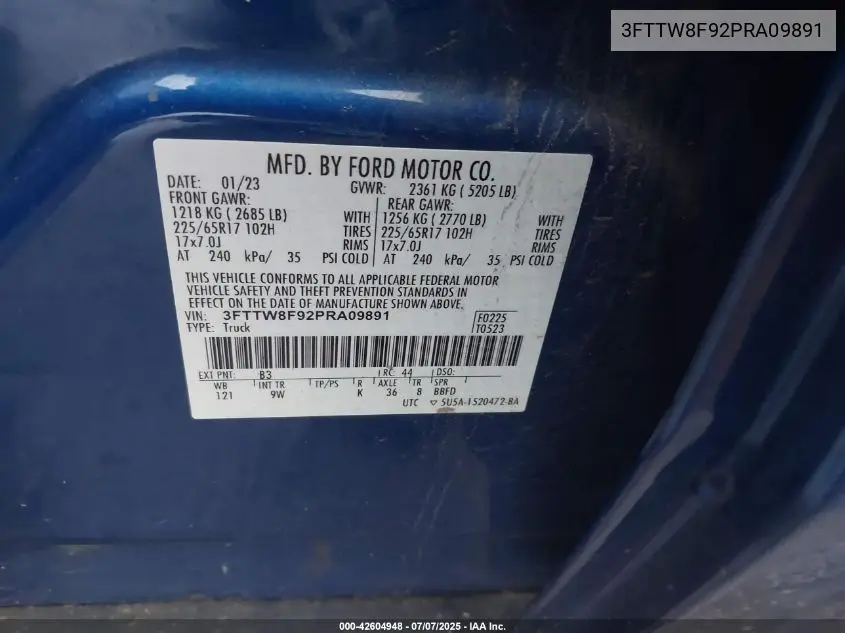 3FTTW8F92PRA09891
MFD. BY FORD MOTOR CO.
DATE: 01/23 GVWR: 2361 KG ( 5205 LB)
FRONT GAWR: REAR GAWR:
1218 KG ( 2685 LB) WITH 1256 KG ( 2770 LB) WITH
225/65R17 102H TIRES 225/65R17 102H TIRES
17x7.0J RIMS 17x7.0J RIMS
AT 240 kPa/ 35 PSI COLD AT 240 kPa/ 35 PSI COLD
THIS VEHICLE CONFORMS TO ALL APPLICABLE FEDERAL MOTOR
VEHICLE SAFETY AND THEFT PREVENTION STANDARDS IN
EFFECT ON THE DATE OF MANUFACTURE SHOWN ABOVE.
VIN: 3FTTW8F92PRA09891 F0225
TYPE: Truck T0523
EXT PNT: B3 RC: 44 DSO:
WB INT TR TP/PS R AXLE TR SPR
121 9W K 36 8 BBFD
UTC 5U5A-1520472-BA
000-42604948 - 07/07/2025 - IAA Inc.